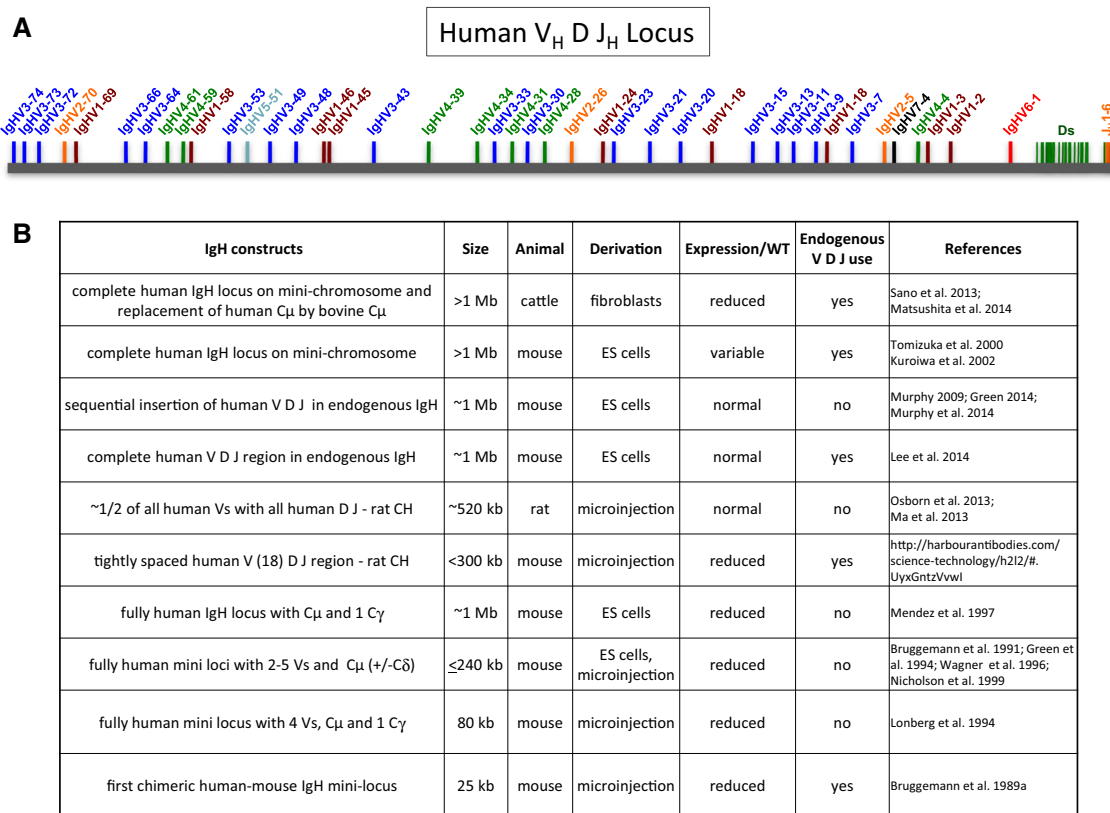 A
Human VH D JH Locus
IgHV3-74
IgHV3-73
IgHV3-72
IgHV2-70
IgHV1-69
IgHV3-66
IgHV3-64
IgHV4-61
IgHV4-59
IgHV1-58
IgHV3-53
IgHV5-51
IgHV3-49
IgHV3-48
IgHV1-46
IgHV1-45
IgHV3-43
IgHV4-39
IgHV4-34
IgHV3-33
IgHV4-31
IgHV3-30
IgHV4-28
IgHV2-26
IgHV1-24
IgHV3-23
IgHV3-21
IgHV3-20
IgHV1-18
IgHV3-15
IgHV3-13
IgHV3-11
IgHV3-9
IgHV1-18
IgHV3-7
IgHV2-5
IgHV7-4
IgHV4-4
IgHV1-3
IgHV1-2
IgHV6-1
Ds
J 1-6
B
IgH constructs Size Animal Derivation Expression/WT Endogenous
V D J use References
complete human IgH locus on mini-chromosome and
replacement of human Cμ by bovine Cμ >1 Mb cattle fibroblasts reduced yes Sano et al. 2013;
Matsushita et al. 2014
complete human IgH locus on mini-chromosome >1 Mb mouse ES cells variable yes Tomizuka et al. 2000
Kuroiwa et al. 2002
sequential insertion of human V D J in endogenous IgH ~1 Mb mouse ES cells normal no Murphy 2009; Green 2014;
Murphy et al. 2014
complete human V D J region in endogenous IgH ~1 Mb mouse ES cells normal yes Lee et al. 2014
~1/2 of all human Vs with all human D J - rat CH ~520 kb rat microinjection normal no Osborn et al. 2013;
Ma et al. 2013
tightly spaced human V (18) D J region - rat CH <300 kb mouse microinjection reduced yes http://harbourantibodies.com/
science-technology/h2l2/#.
UyxGntzVvwI
fully human IgH locus with Cμ and 1 Cγ ~1 Mb mouse ES cells reduced no Mendez et al. 1997
fully human mini loci with 2-5 Vs and Cμ (+/-Cδ) ≤240 kb mouse ES cells,
microinjection reduced no Bruggemann et al. 1991; Green et
al. 1994; Wagner et al. 1996;
Nicholson et al. 1999
fully human mini locus with 4 Vs, Cμ and 1 Cγ 80 kb mouse microinjection reduced no Lonberg et al. 1994
first chimeric human-mouse IgH mini-locus 25 kb mouse microinjection reduced yes Bruggemann et al. 1989a